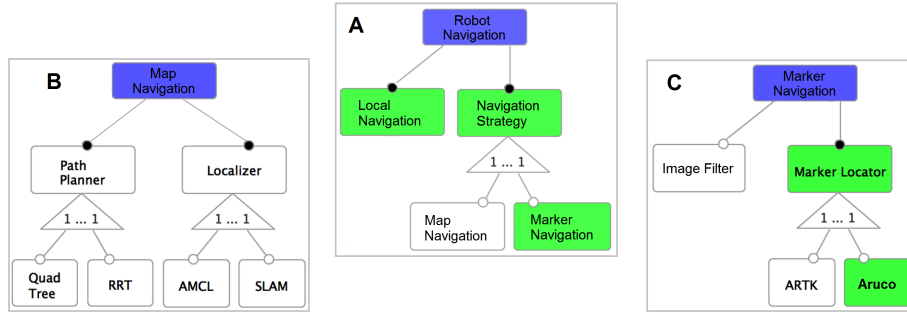 B
Map
Navigation
Path
Planner
Localizer
1 ... 1
1 ... 1
Quad
Tree
RRT
AMCL
SLAM
A
Robot
Navigation
Local
Navigation
Navigation
Strategy
1 ... 1
Map
Navigation
Marker
Navigation
C
Marker
Navigation
Image Filter
Marker Locator
1 ... 1
ARTK
Aruco